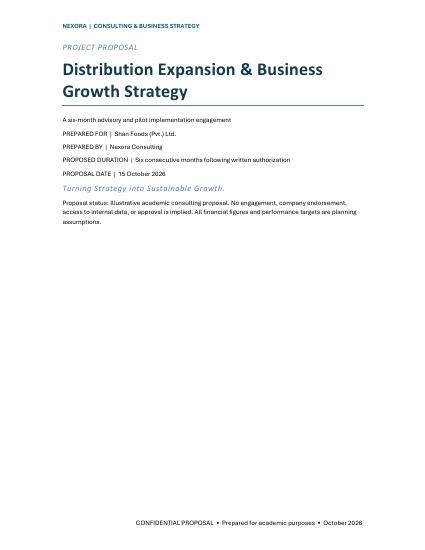 NEXORA | CONSULTING & BUSINESS STRATEGY
PROJECT PROPOSAL
Distribution Expansion & Business
Growth Strategy
A six-month advisory and pilot implementation engagement
PREPARED FOR | Shan Foods (Pvt.) Ltd.
PREPARED BY | Nexora Consulting
PROPOSED DURATION | Six consecutive months following written authorization
PROPOSAL DATE | 15 October 2026
Turning Strategy into Sustainable Growth.
Proposal status: Illustrative academic consulting proposal. No engagement, company endorsement,
access to internal data, or approval is implied. All financial figures and performance targets are planning
assumptions.
CONFIDENTIAL PROPOSAL • Prepared for academic purposes • October 2026